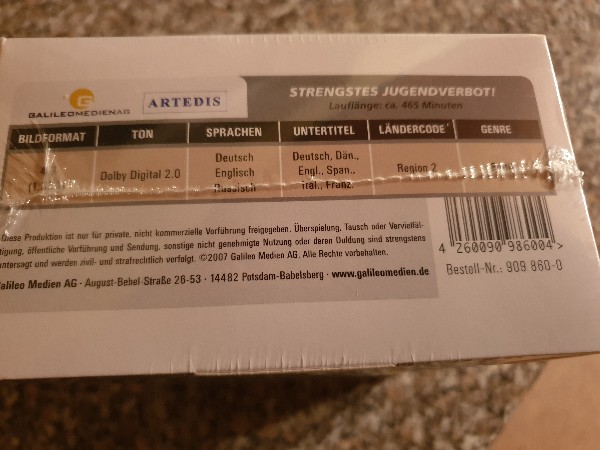 GALILEOMEDIENAG
ARTEDIS
STRENGSTES JUGENDVERBOT!
Lauflänge: ca. 465 Minuten
BILDFORMAT TON SPRACHEN UNTERTITEL LÄNDERCODE GENRE
Dolby Digital 2.0
Deutsch
Englisch
Russisch
Deutsch, Dän.,
Engl., Span.,
Ital., Franz.
Region 2
Diese Produktion ist nur für private, nicht kommerzielle Vorführung freigegeben. Überspielung, Tausch oder Vervielfäl-
tigung, öffentliche Vorführung und Sendung, sonstige nicht genehmigte Nutzung oder deren Duldung sind strengstens
untersagt und werden zivil- und strafrechtlich verfolgt. ©2007 Galileo Medien AG. Alle Rechte vorbehalten.
Galileo Medien AG · August-Bebel-Straße 26-53 · 14482 Potsdam-Babelsberg · www.galileomedien.de
4 260090 986004>
Bestell-Nr.: 909 860-0